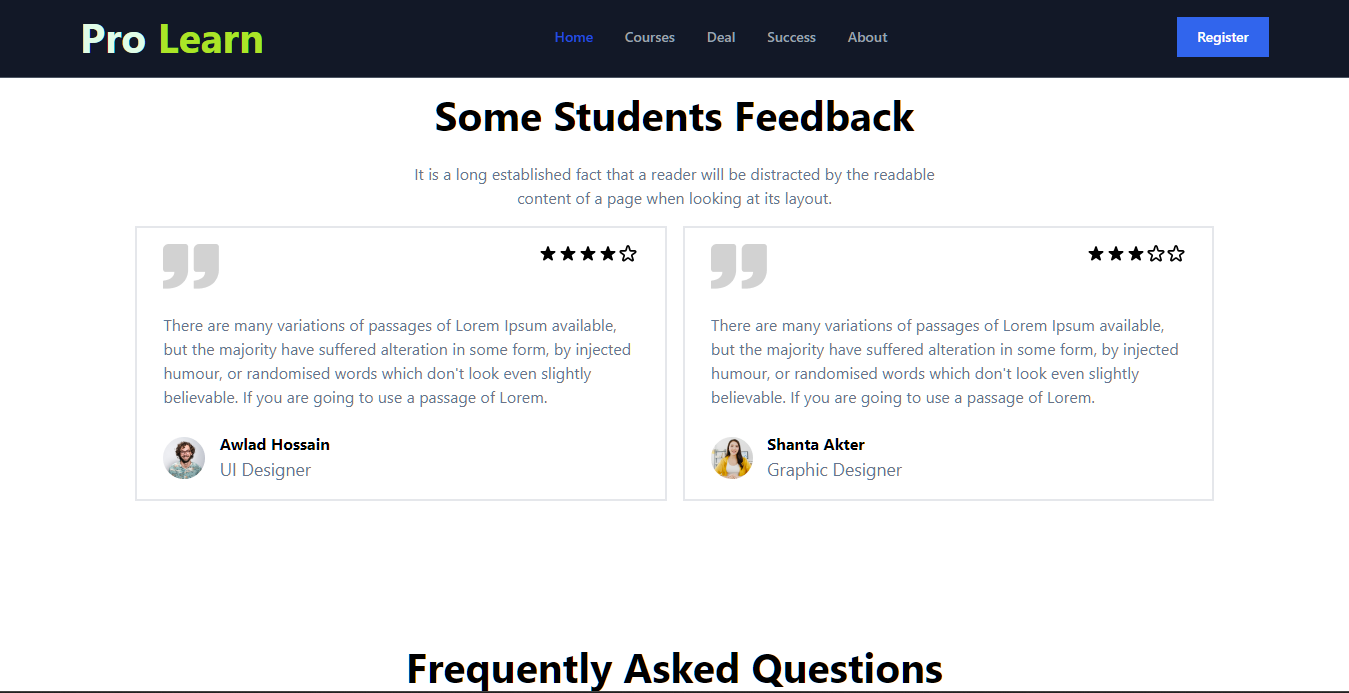 Pro Learn
Home Courses Deal Success About
Register
Some Students Feedback
It is a long established fact that a reader will be distracted by the readable
content of a page when looking at its layout.
There are many variations of passages of Lorem Ipsum available,
but the majority have suffered alteration in some form, by injected
humour, or randomised words which don't look even slightly
believable. If you are going to use a passage of Lorem.
Awlad Hossain
UI Designer
There are many variations of passages of Lorem Ipsum available,
but the majority have suffered alteration in some form, by injected
humour, or randomised words which don't look even slightly
believable. If you are going to use a passage of Lorem.
Shanta Akter
Graphic Designer
Frequently Asked Questions